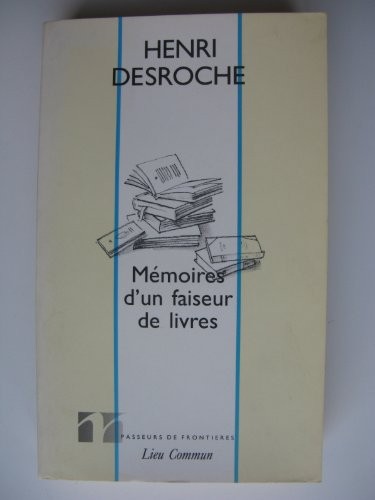 HENRI
DESROCHE
Mémoires
d'un faiseur
de livres
PASSEURS DE FRONTIERES
Lieu Commun